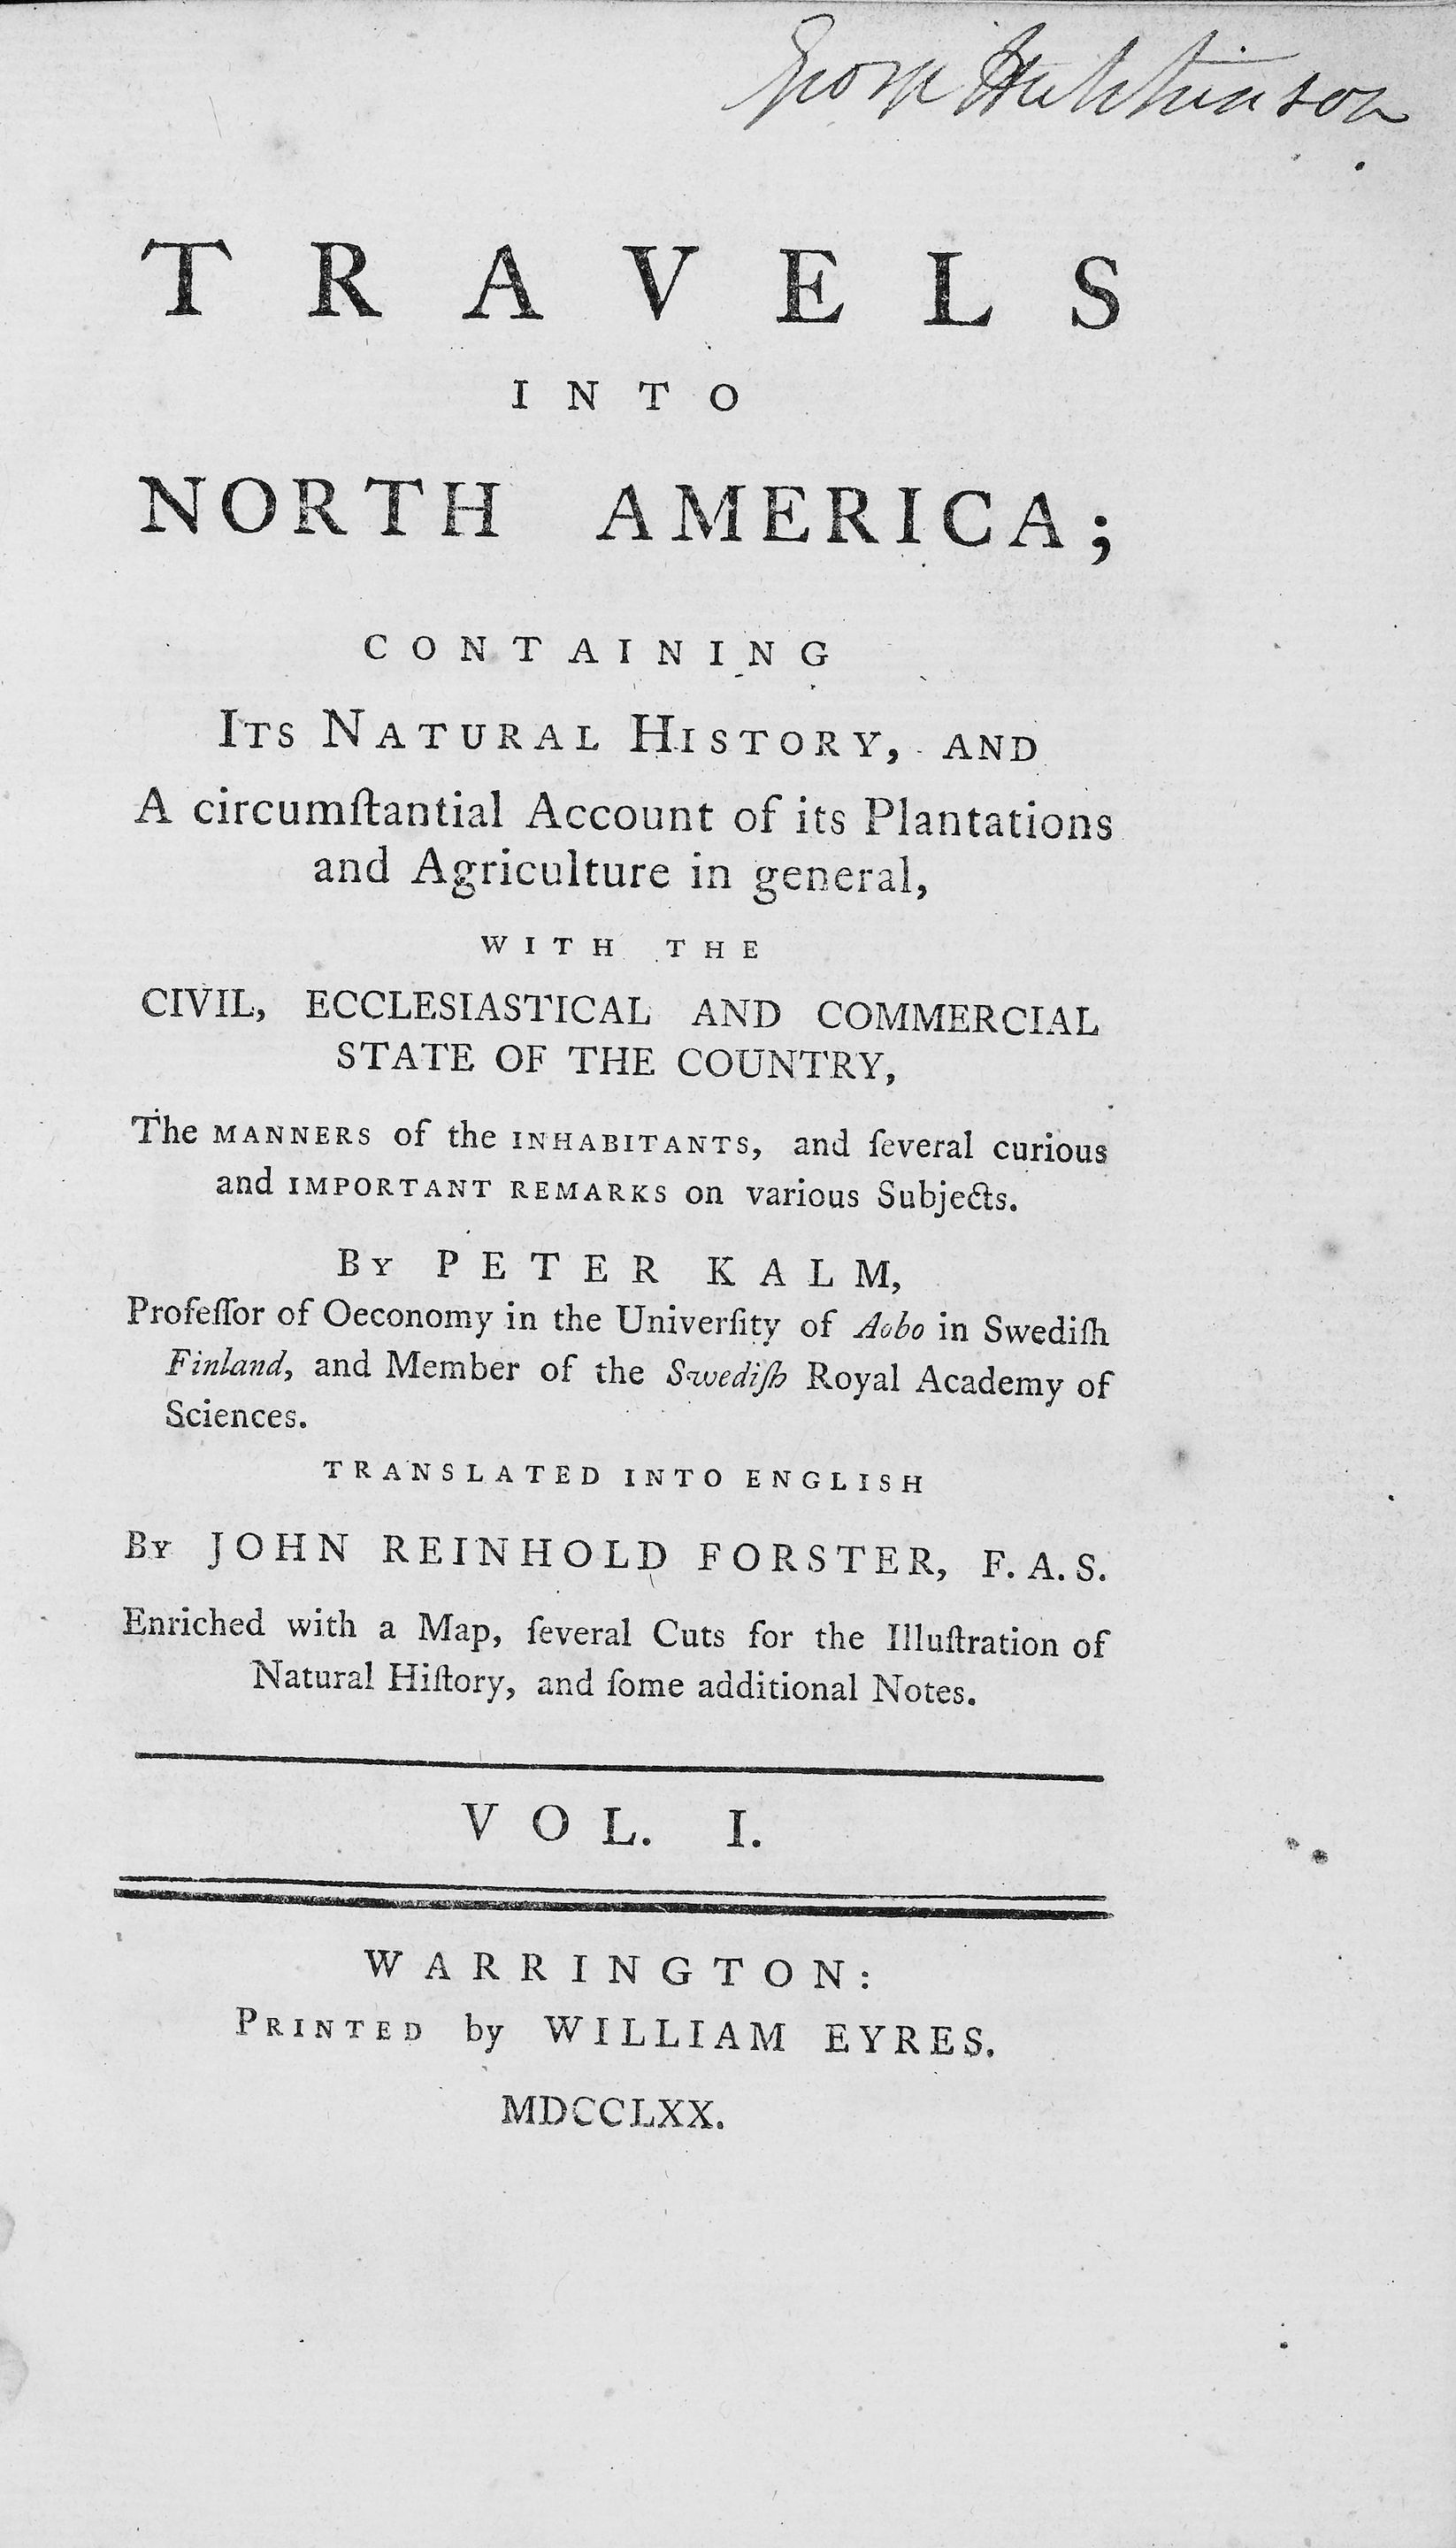 George Hutchinson
TRAVELS
INTO
NORTH AMERICA;
CONTAINING
ITS NATURAL HISTORY, AND
A circumſtantial Account of its Plantations
and Agriculture in general,
WITH THE
CIVIL, ECCLESIASTICAL AND COMMERCIAL
STATE OF THE COUNTRY,
The MANNERS of the INHABITANTS, and ſeveral curious
and IMPORTANT REMARKS on various Subjects.
By PETER KALM,
Profeſſor of Oeconomy in the Univerſity of Aobo in Swediſh
Finland, and Member of the Swediſh Royal Academy of
Sciences.
TRANSLATED INTO ENGLISH
By JOHN REINHOLD FORSTER, F. A. S.
Enriched with a Map, ſeveral Cuts for the Illuſtration of
Natural Hiſtory, and ſome additional Notes.
VOL. I.
WARRINGTON:
PRINTED by WILLIAM EYRES.
MDCCLXX.